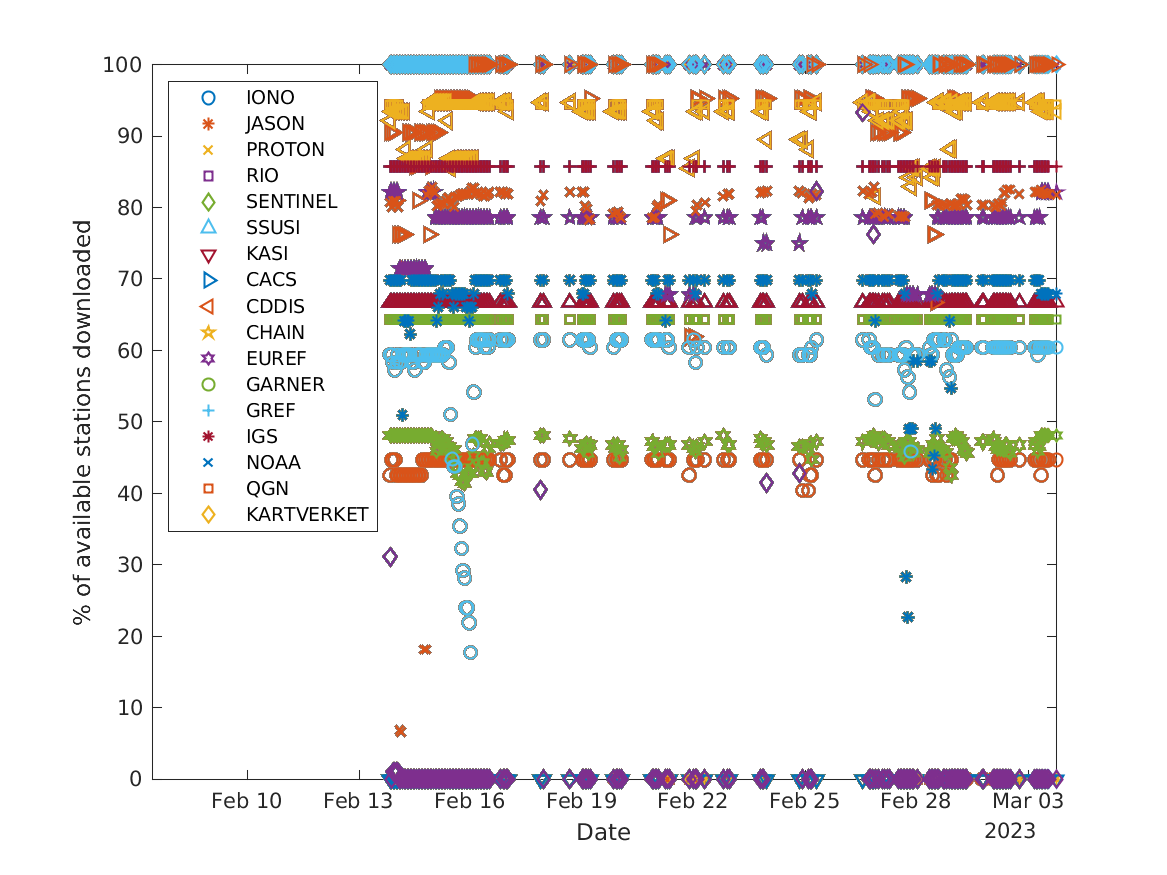 100
90
80
70
60
50
40
30
20
10
0
% of available stations downloaded
IONO
JASON
PROTON
RIO
SENTINEL
SSUSI
KASI
CACS
CDDIS
CHAIN
EUREF
GARNER
GREF
IGS
NOAA
QGN
KARTVERKET
Feb 10 Feb 13 Feb 16 Feb 19 Feb 22 Feb 25 Feb 28 Mar 03
Date
2023